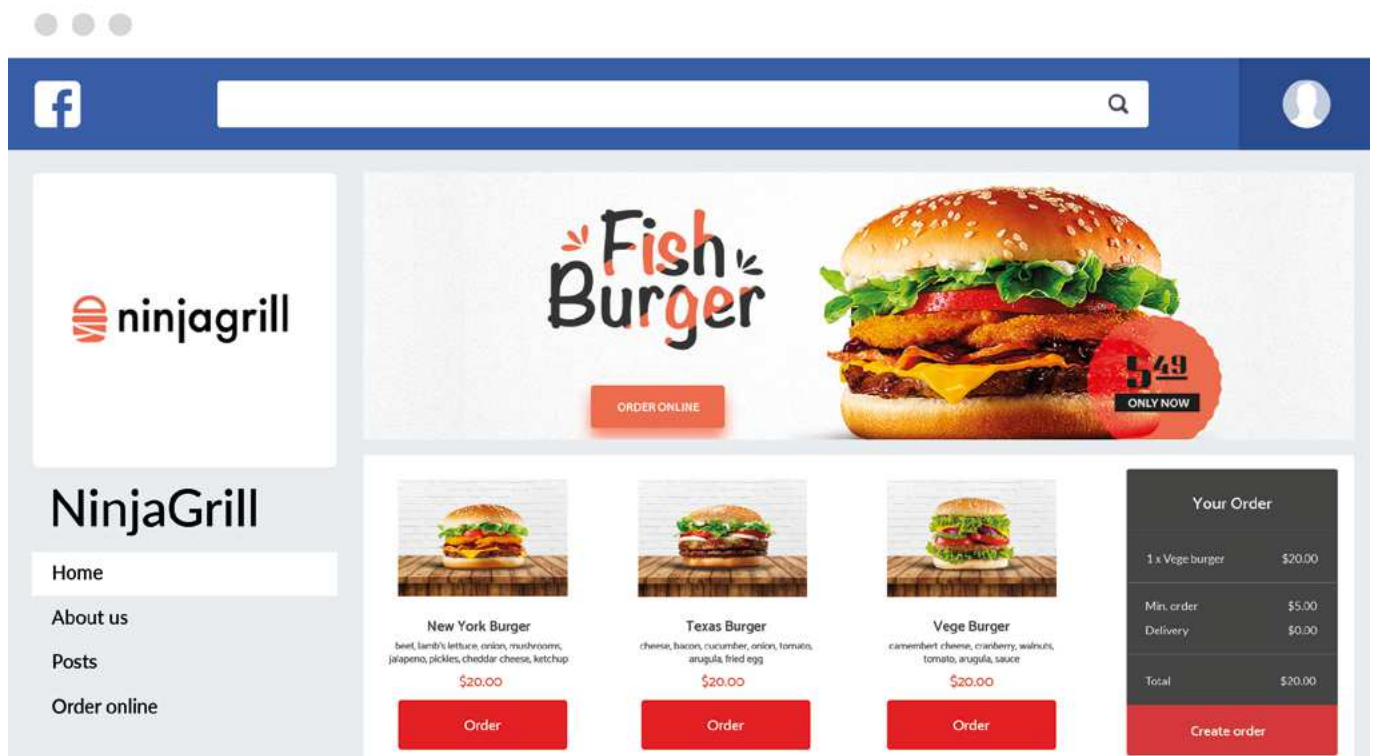 f
ninjagrill
Fish
Burger
ORDER ONLINE
5 49
ONLY NOW
NinjaGrill
Home
About us
Posts
Order online
New York Burger
beef, lamb's lettuce, onion, mushrooms,
jalapeno, pickles, cheddar cheese, ketchup
$20.00
Order
Texas Burger
cheese, bacon, cucumber, onion, tomato,
arugula, fried egg
$20.00
Order
Vege Burger
camembert cheese, cranberry, walnuts,
tomato, arugula, sauce
$20.00
Order
Your Order
1 x Vege burger $20.00
Min. order $5.00
Delivery $0.00
Total $20.00
Create order